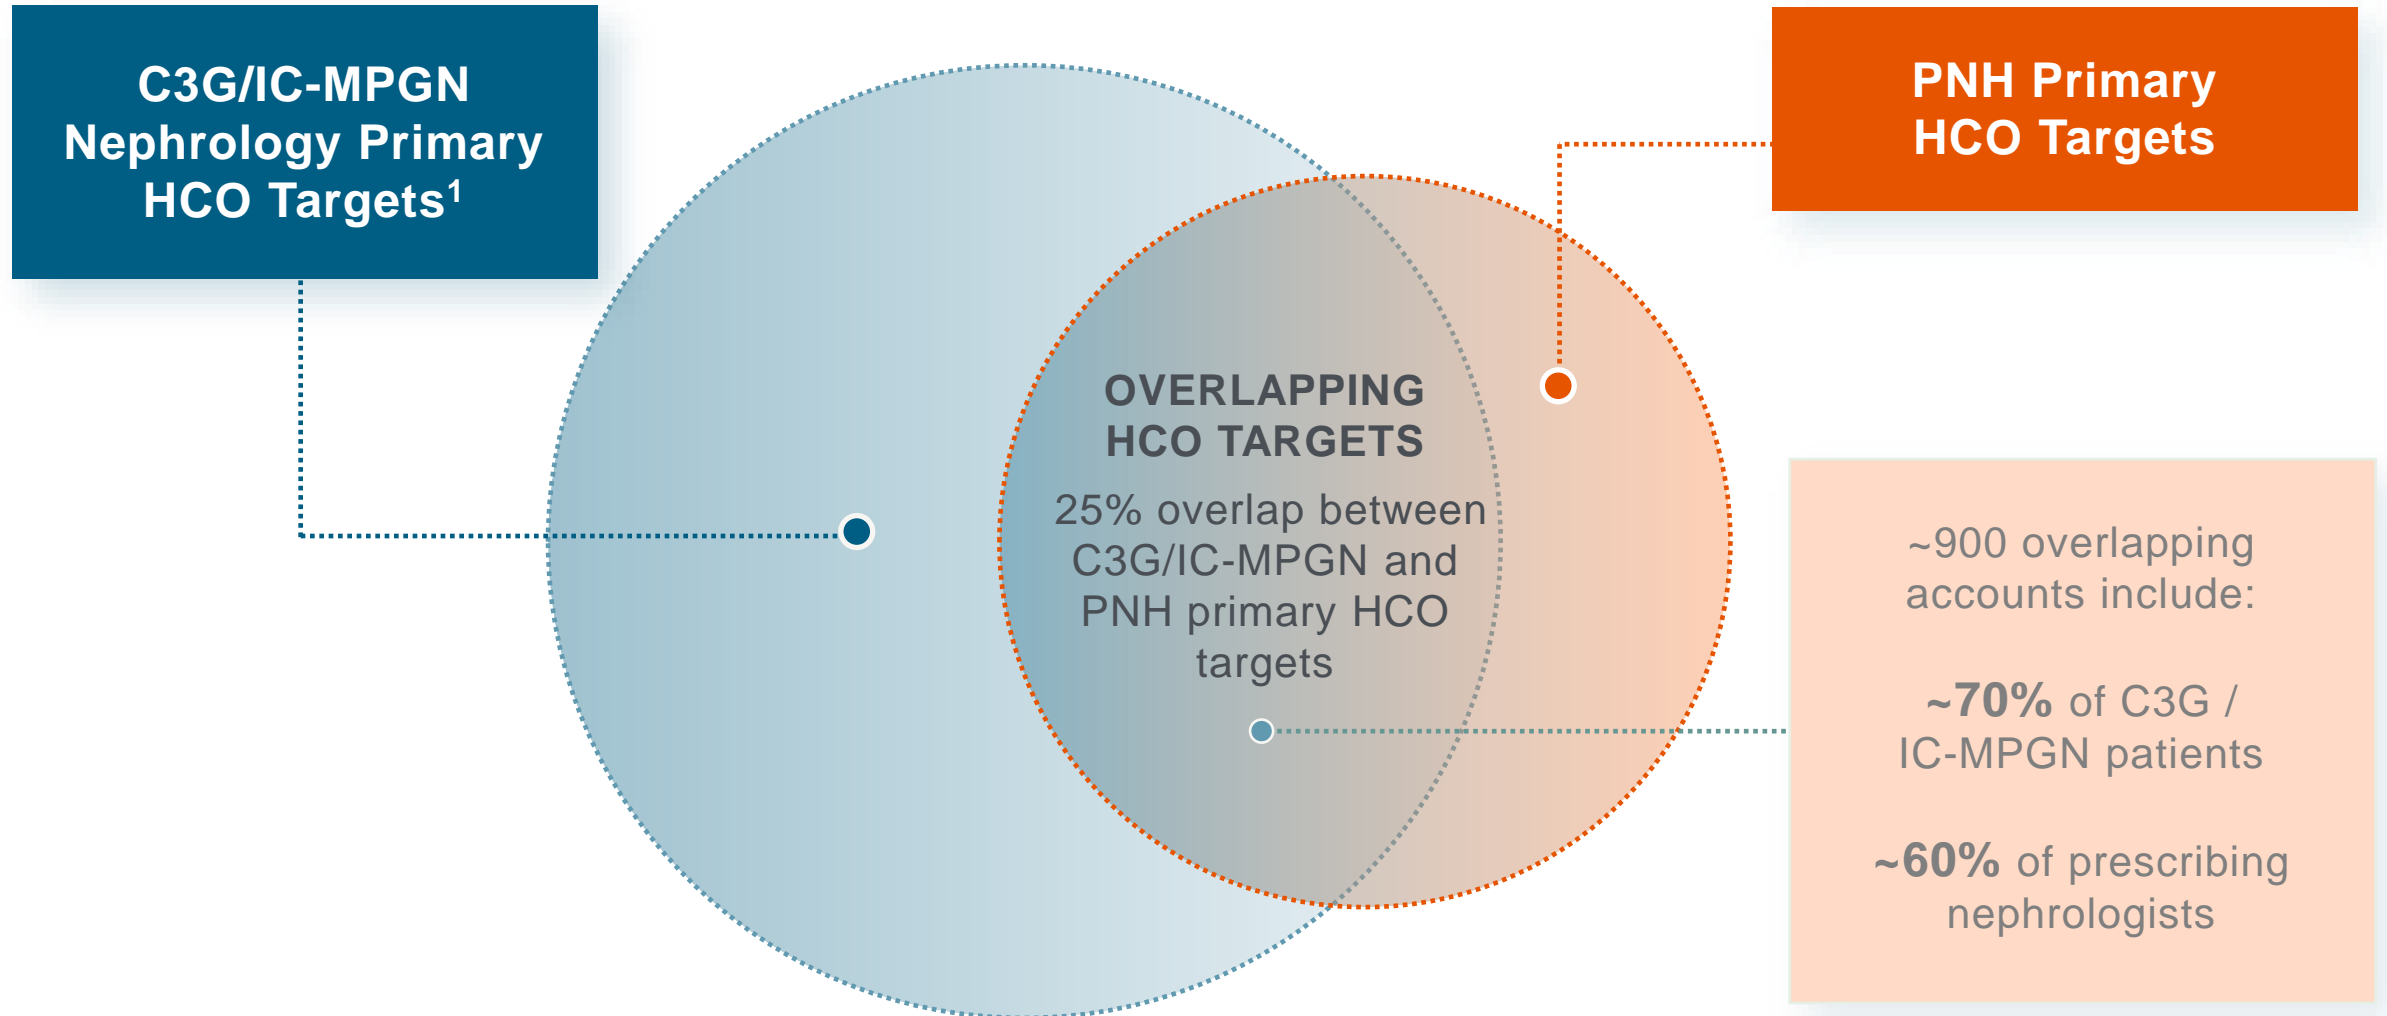 C3G/IC-MPGN
Nephrology Primary
HCO Targets¹
PNH Primary
HCO Targets
OVERLAPPING
HCO TARGETS
25% overlap between
C3G/IC-MPGN and
PNH primary HCO
targets
~900 overlapping
accounts include:
~70% of C3G /
IC-MPGN patients
~60% of prescribing
nephrologists